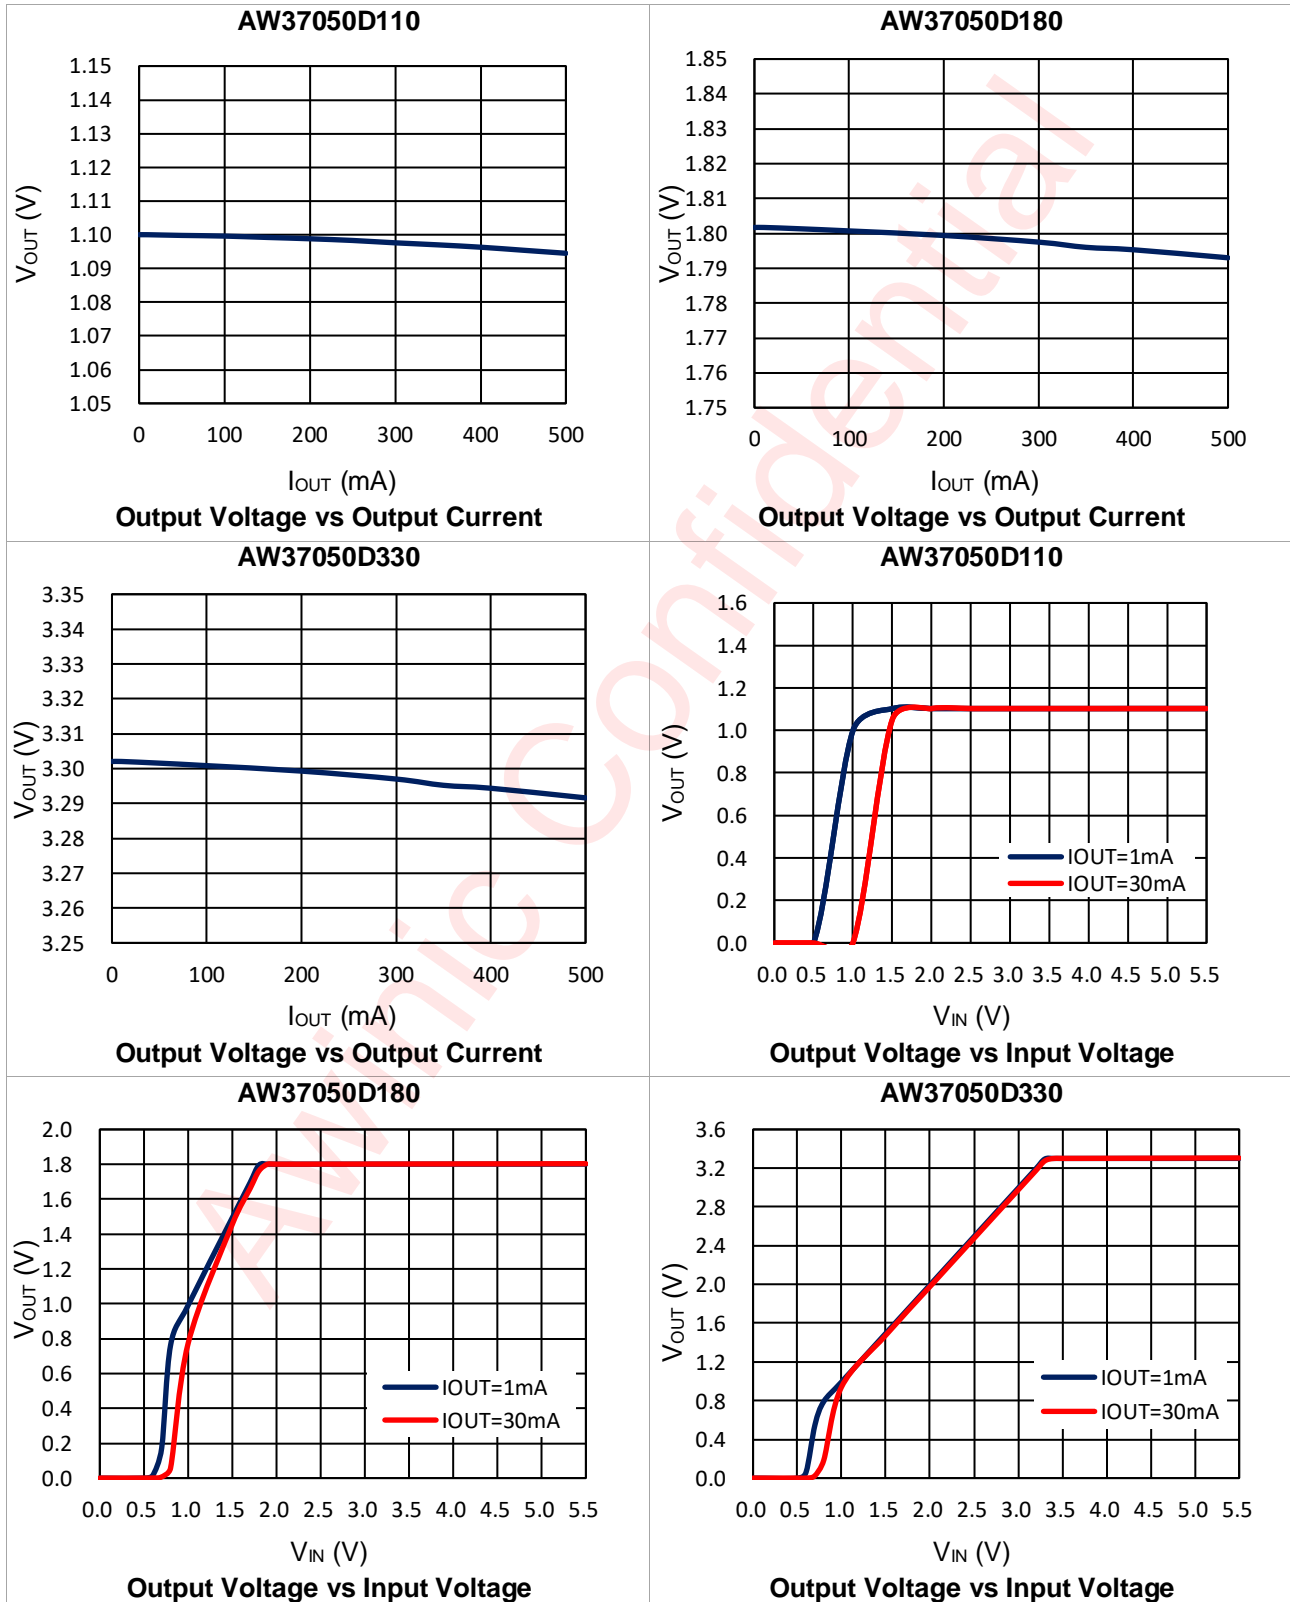 AW37050D110
1.15
1.14
1.13
1.12
1.11
1.10
1.09
1.08
1.07
1.06
1.05
VOUT (V)
0 100 200 300 400 500
IOUT (mA)
Output Voltage vs Output Current
AW37050D180
1.85
1.84
1.83
1.82
1.81
1.80
1.79
1.78
1.77
1.76
1.75
VOUT (V)
0 100 200 300 400 500
IOUT (mA)
Output Voltage vs Output Current
AW37050D330
3.35
3.34
3.33
3.32
3.31
3.30
3.29
3.28
3.27
3.26
3.25
VOUT (V)
0 100 200 300 400 500
IOUT (mA)
Output Voltage vs Output Current
AW37050D110
1.6
1.4
1.2
1.0
0.8
0.6
0.4
0.2
0.0
VOUT (V)
IOUT=1mA
IOUT=30mA
0.0 0.5 1.0 1.5 2.0 2.5 3.0 3.5 4.0 4.5 5.0 5.5
VIN (V)
Output Voltage vs Input Voltage
AW37050D180
2.0
1.8
1.6
1.4
1.2
1.0
0.8
0.6
0.4
0.2
0.0
VOUT (V)
IOUT=1mA
IOUT=30mA
0.0 0.5 1.0 1.5 2.0 2.5 3.0 3.5 4.0 4.5 5.0 5.5
VIN (V)
Output Voltage vs Input Voltage
AW37050D330
3.6
3.2
2.8
2.4
2.0
1.6
1.2
0.8
0.4
0.0
VOUT (V)
IOUT=1mA
IOUT=30mA
0.0 0.5 1.0 1.5 2.0 2.5 3.0 3.5 4.0 4.5 5.0 5.5
VIN (V)
Output Voltage vs Input Voltage
Awinic Confidential